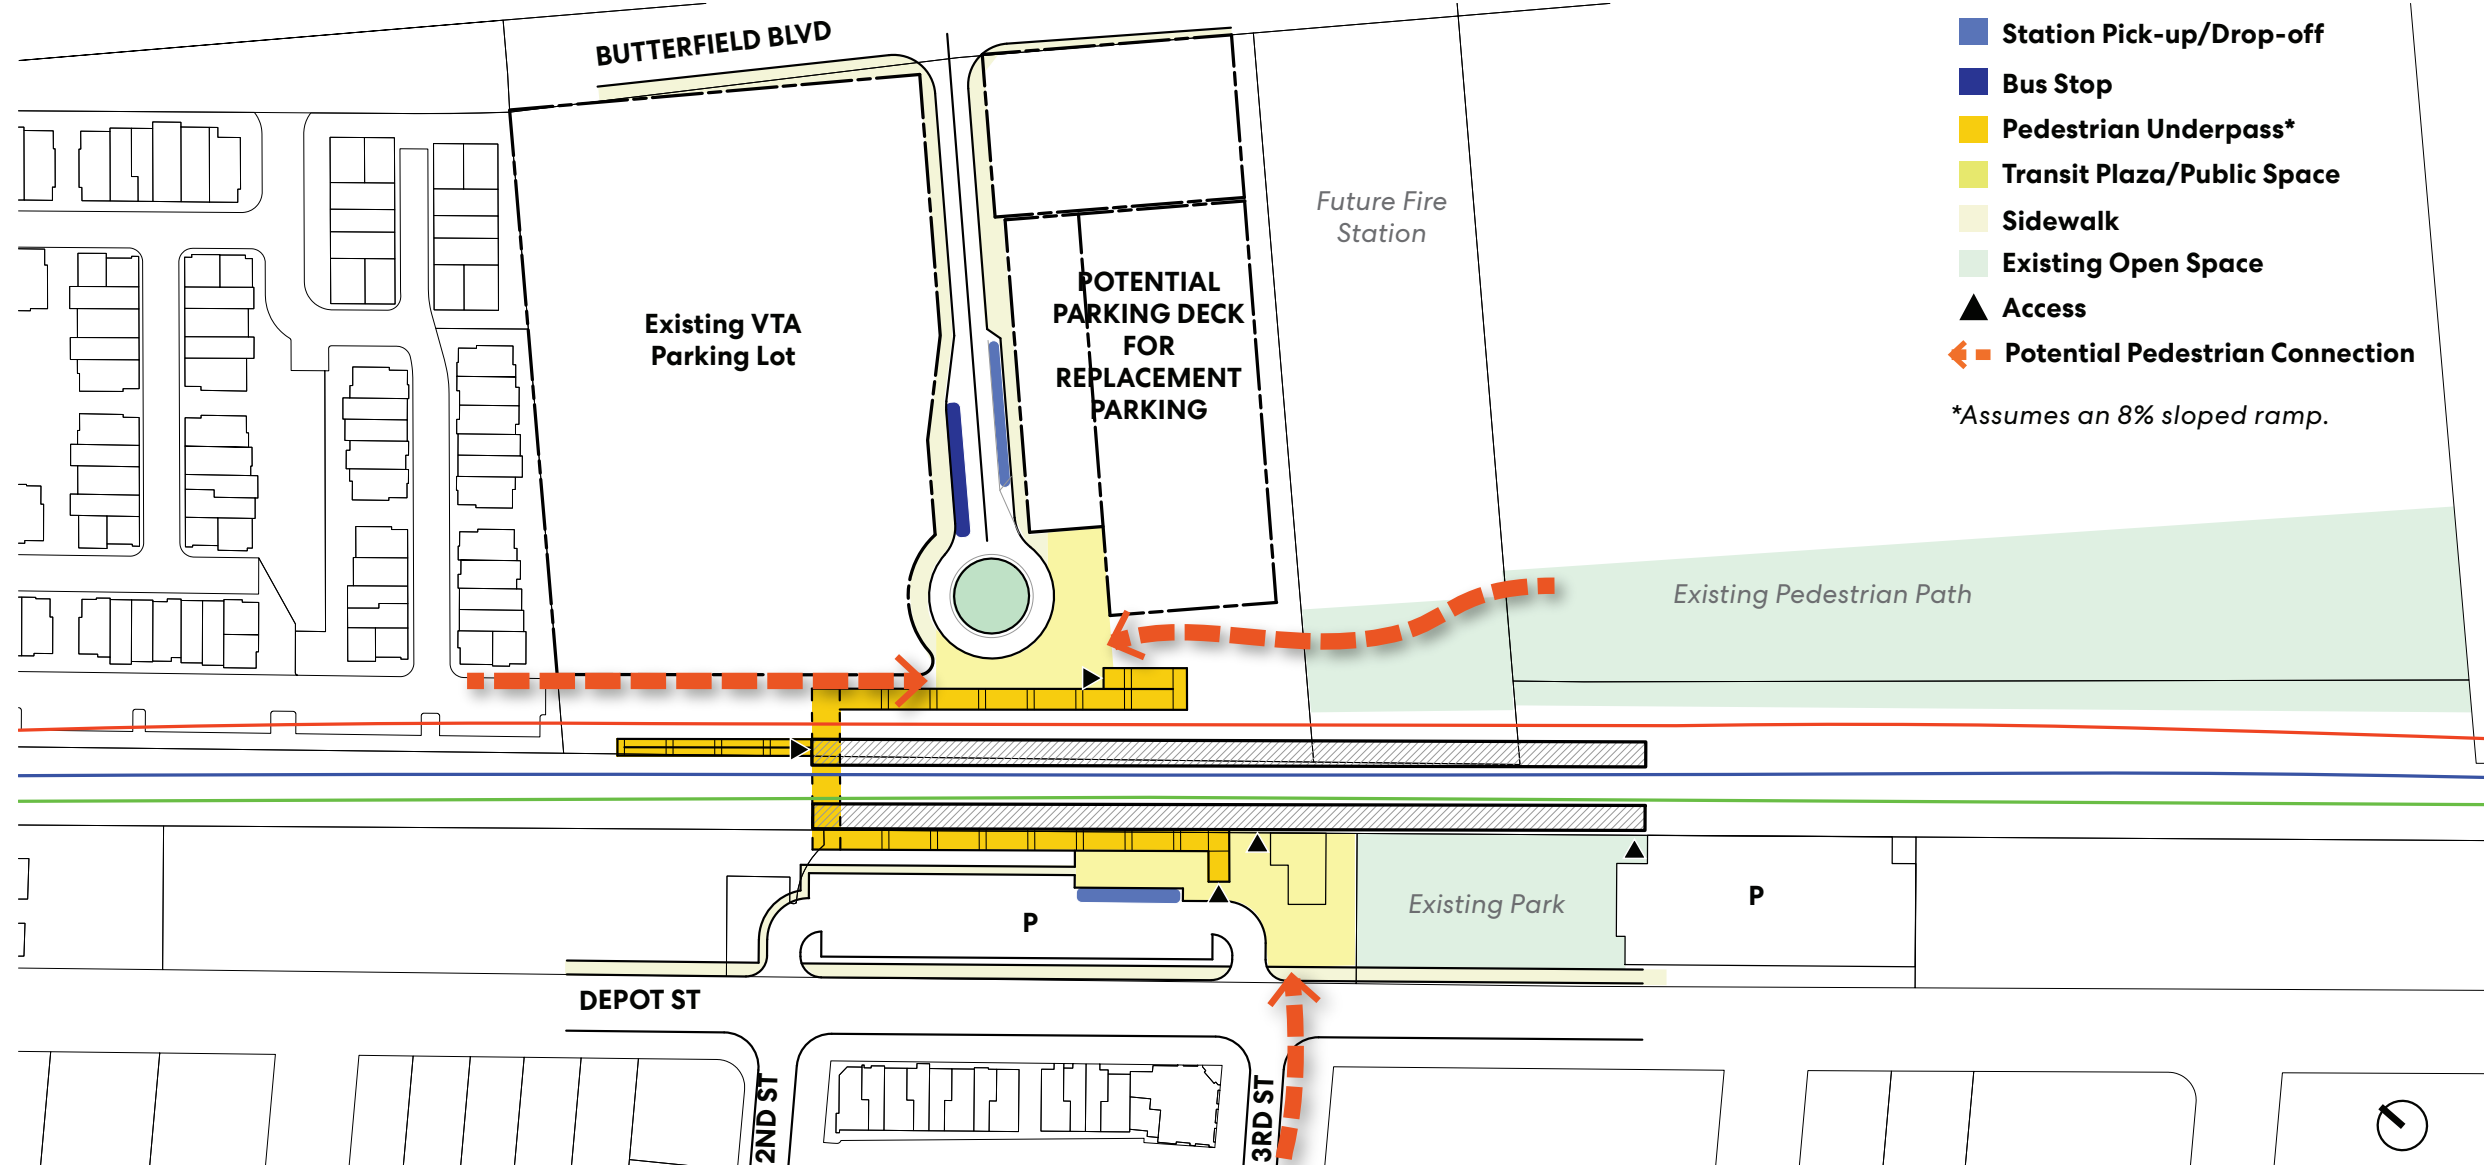 BUTTERFIELD BLVD
Station Pick-up/Drop-off
Bus Stop
Pedestrian Underpass*
Transit Plaza/Public Space
Sidewalk
Existing Open Space
Access
Potential Pedestrian Connection
*Assumes an 8% sloped ramp.
Future Fire
Station
Existing VTA
Parking Lot
POTENTIAL
PARKING DECK
FOR
REPLACEMENT
PARKING
Existing Pedestrian Path
Existing Park
P
P
DEPOT ST
2ND ST
3RD ST